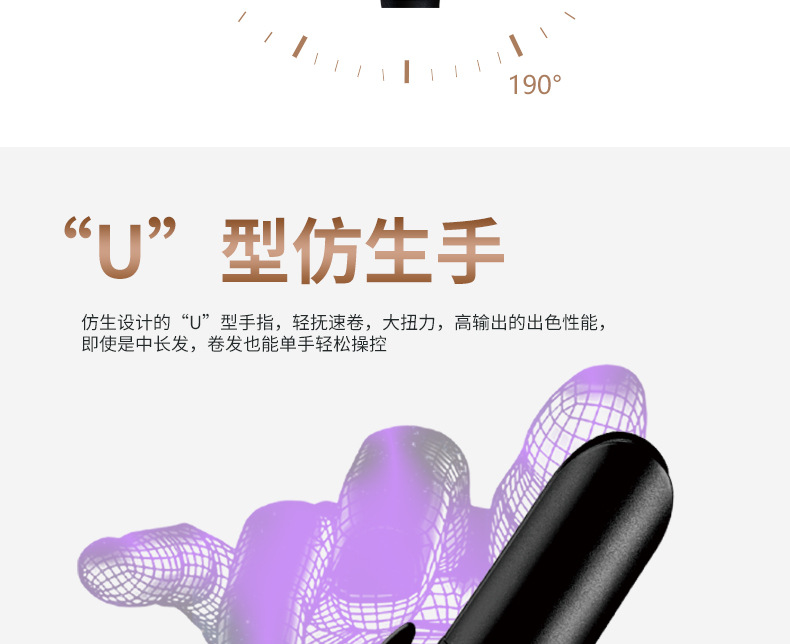 190°
“U”型仿生手
仿生设计的“U”型手指，轻抚速卷，大扭力，高输出的出色性能，
即使是中长发，卷发也能单手轻松操控